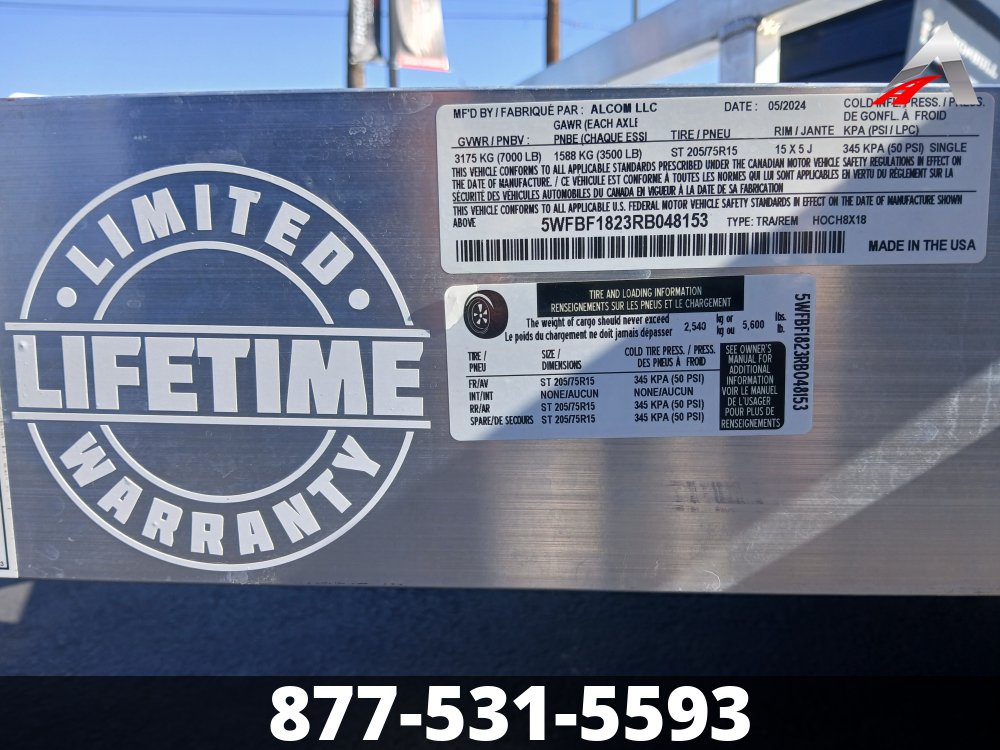 LIMITED
LIFETIME
WARRANTY
MF'D BY / FABRIQUÉ PAR : ALCOM LLC DATE : 05/2024 COLD INFL. PRESS. / PNEUS.
GAWR (EACH AXLE DE GONFL. À FROID
GVWR / PNBV : PNBE (CHAQUE ESSI TIRE / PNEU RIM / JANTE KPA (PSI / LPC)
3175 KG (7000 LB) 1588 KG (3500 LB) ST 205/75R15 15 X 5 J 345 KPA (50 PSI) SINGLE
THIS VEHICLE CONFORMS TO ALL APPLICABLE STANDARDS PRESCRIBED UNDER THE CANADIAN MOTOR VEHICLE SAFETY REGULATIONS IN EFFECT ON
THE DATE OF MANUFACTURE. / CE VÉHICULE EST CONFORME À TOUTES LES NORMES QUI LUI SONT APPLICABLES EN VERTU DU RÈGLEMENT SUR LA
SÉCURITÉ DES VÉHICULES AUTOMOBILES DU CANADA EN VIGUEUR À LA DATE DE SA FABRICATION
THIS VEHICLE CONFORMS TO ALL APPLICABLE U.S. FEDERAL MOTOR VEHICLE SAFETY STANDARDS IN EFFECT ON THE DATE OF MANUFACTURE SHOWN
ABOVE 5WFBF1823RB048153 TYPE: TRA/REM HOCH8X18
MADE IN THE USA
TIRE AND LOADING INFORMATION
RENSEIGNEMENTS SUR LES PNEUS ET LE CHARGEMENT
The weight of cargo should never exceed kg or lbs.
Le poids du chargement ne doit jamais dépasser 2,540 kg ou 5,600 lb.
TIRE / SIZE / COLD TIRE PRESS. / PRESS.
PNEU DIMENSIONS DES PNEUS À FROID
FR/AV ST 205/75R15 345 KPA (50 PSI)
INT/INT NONE/AUCUN NONE/AUCUN
RR/AR ST 205/75R15 345 KPA (50 PSI)
SPARE/DE SECOURS ST 205/75R15 345 KPA (50 PSI)
SEE OWNER'S
MANUAL FOR
ADDITIONAL
INFORMATION
VOIR LE MANUEL
DE L'USAGER
POUR PLUS DE
RENSEIGNEMENTS
5WFBF1823RB048153
877-531-5593